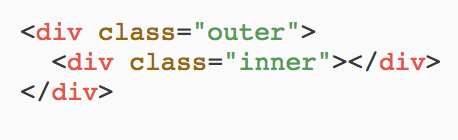 <div class="outer">
  <div class="inner"></div>
</div>